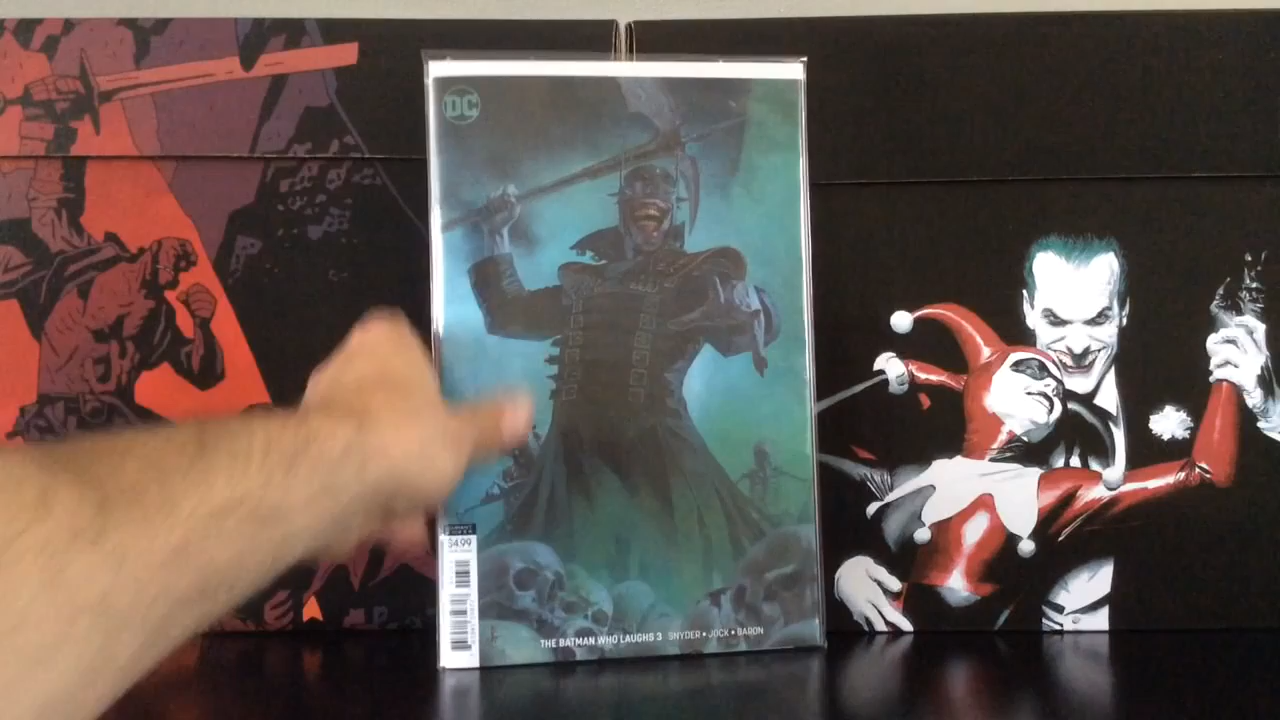 DC
$4.99
THE BATMAN WHO LAUGHS 3 SNYDER • JOCK • BARON